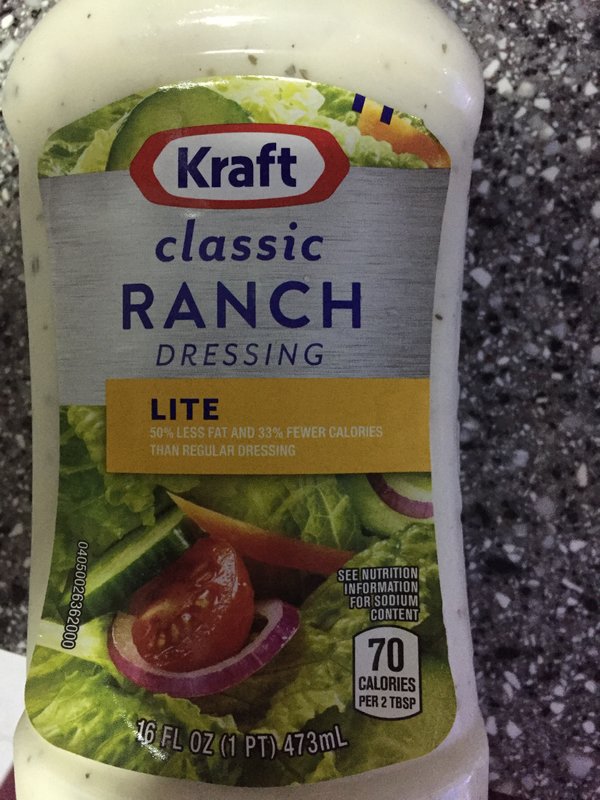 Kraft
classic
RANCH
DRESSING
LITE
50% LESS FAT AND 33% FEWER CALORIES
THAN REGULAR DRESSING
04050026362000
SEE NUTRITION
INFORMATION
FOR SODIUM
CONTENT
70
CALORIES
PER 2 TBSP
16 FL OZ (1 PT) 473mL